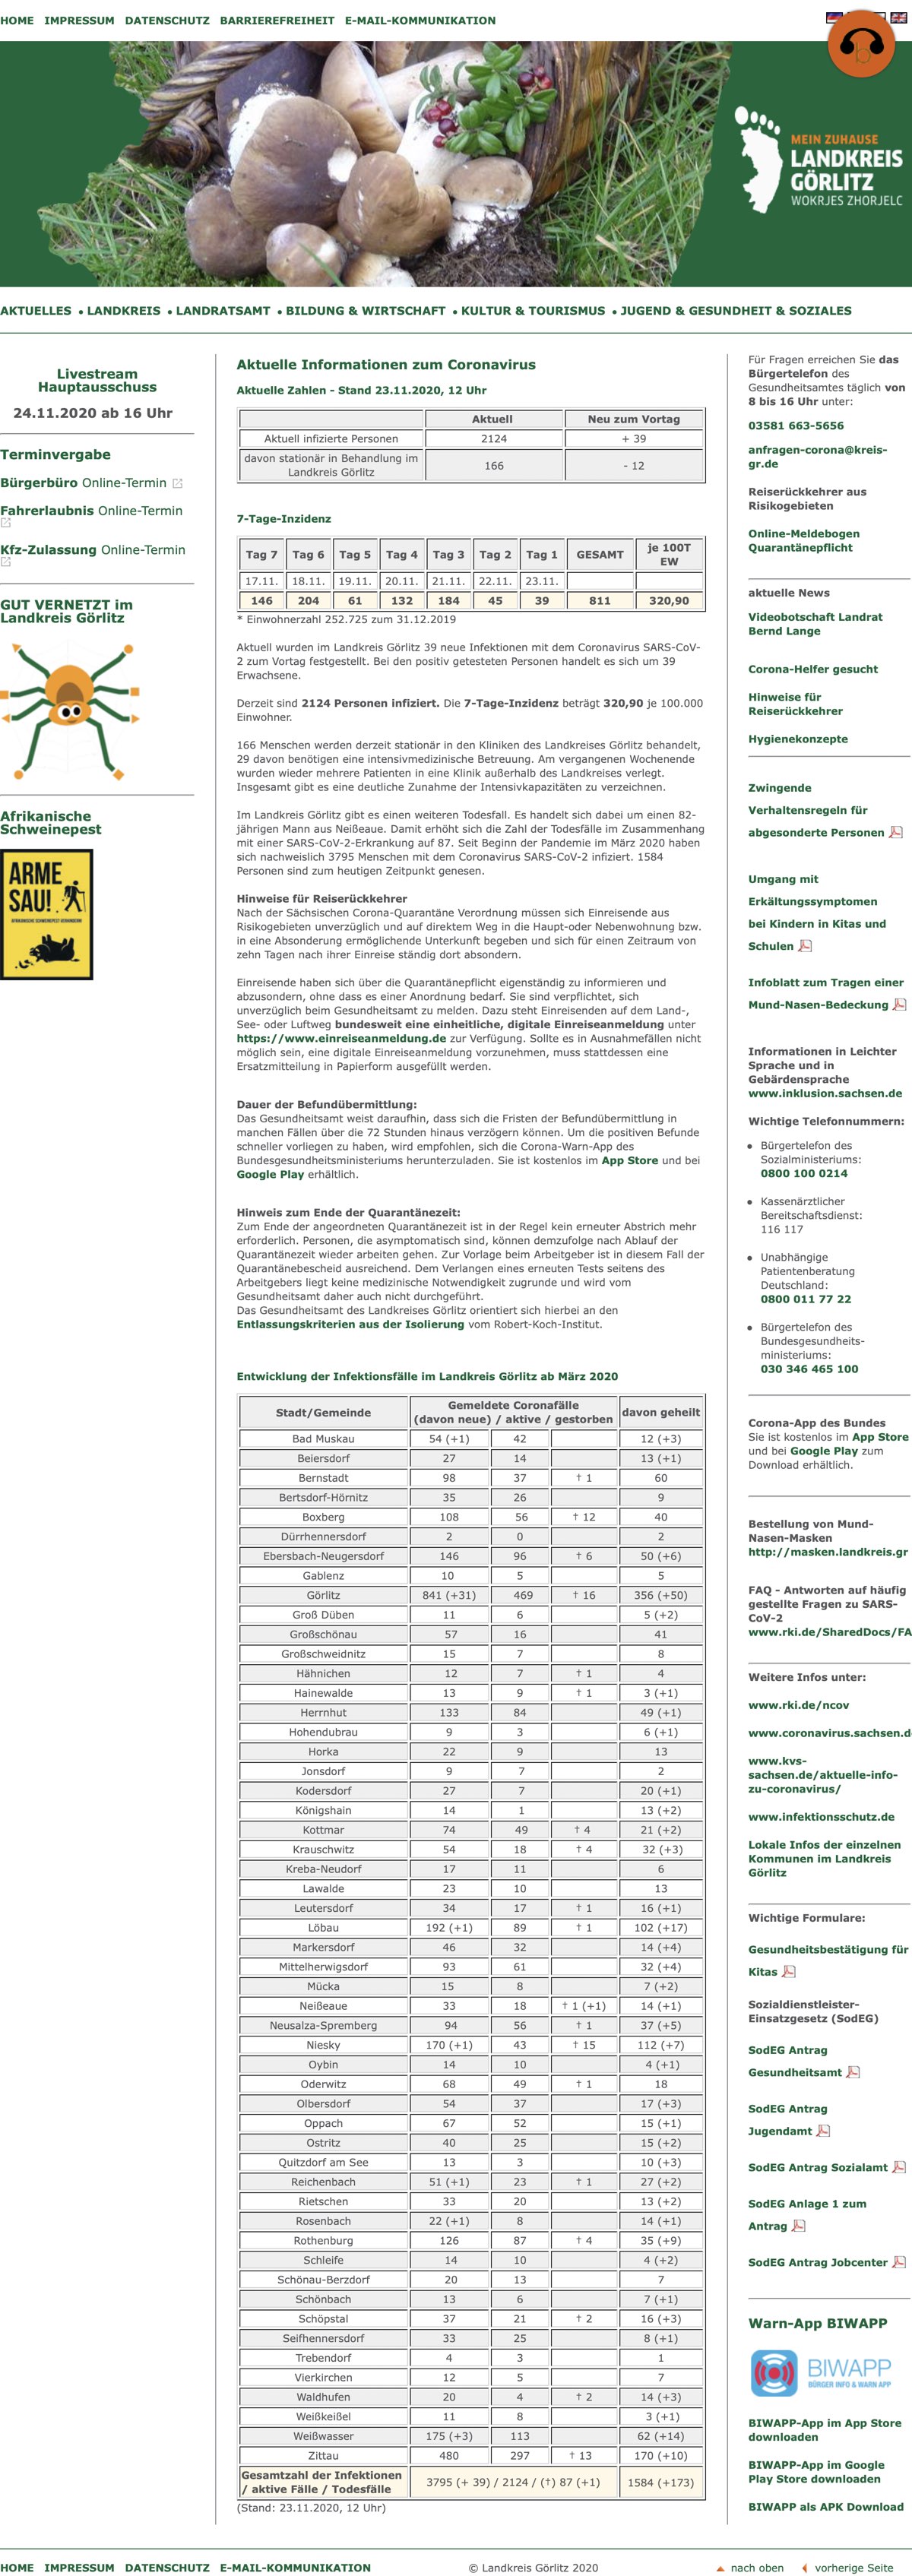 HOME IMPRESSUM DATENSCHUTZ BARRIEREFREIHEIT E-MAIL-KOMMUNIKATION
MEIN ZUHAUSE
LANDKREIS
GÖRLITZ
WOKRJES ZHORJELC
AKTUELLES • LANDKREIS • LANDRATSAMT • BILDUNG & WIRTSCHAFT • KULTUR & TOURISMUS • JUGEND & GESUNDHEIT & SOZIALES
Livestream
Hauptausschuss
24.11.2020 ab 16 Uhr
Terminvergabe
Bürgerbüro Online-Termin
Fahrerlaubnis Online-Termin
Kfz-Zulassung Online-Termin
GUT VERNETZT im
Landkreis Görlitz
Afrikanische
Schweinepest
ARME
SAU!
Aktuelle Informationen zum Coronavirus
Aktuelle Zahlen - Stand 23.11.2020, 12 Uhr
Aktuell Neu zum Vortag
Aktuell infizierte Personen 2124 + 39
davon stationär in Behandlung im
Landkreis Görlitz 166 - 12
7-Tage-Inzidenz
Tag 7 Tag 6 Tag 5 Tag 4 Tag 3 Tag 2 Tag 1 GESAMT je 100T
EW
17.11. 18.11. 19.11. 20.11. 21.11. 22.11. 23.11.
146 204 61 132 184 45 39 811 320,90
* Einwohnerzahl 252.725 zum 31.12.2019
Aktuell wurden im Landkreis Görlitz 39 neue Infektionen mit dem Coronavirus SARS-CoV-
2 zum Vortag festgestellt. Bei den positiv getesteten Personen handelt es sich um 39
Erwachsene.
Derzeit sind 2124 Personen infiziert. Die 7-Tage-Inzidenz beträgt 320,90 je 100.000
Einwohner.
166 Menschen werden derzeit stationär in den Kliniken des Landkreises Görlitz behandelt,
29 davon benötigen eine intensivmedizinische Betreuung. Am vergangenen Wochenende
wurden wieder mehrere Patienten in eine Klinik außerhalb des Landkreises verlegt.
Insgesamt gibt es eine deutliche Zunahme der Intensivkapazitäten zu verzeichnen.
Im Landkreis Görlitz gibt es einen weiteren Todesfall. Es handelt sich dabei um einen 82-
jährigen Mann aus Neißeaue. Damit erhöht sich die Zahl der Todesfälle im Zusammenhang
mit einer SARS-CoV-2-Erkrankung auf 87. Seit Beginn der Pandemie im März 2020 haben
sich nachweislich 3795 Menschen mit dem Coronavirus SARS-CoV-2 infiziert. 1584
Personen sind zum heutigen Zeitpunkt genesen.
Hinweise für Reiserückkehrer
Nach der Sächsischen Corona-Quarantäne Verordnung müssen sich Einreisende aus
Risikogebieten unverzüglich und auf direktem Weg in die Haupt-oder Nebenwohnung bzw.
in eine Absonderung ermöglichende Unterkunft begeben und sich für einen Zeitraum von
zehn Tagen nach ihrer Einreise ständig dort absondern.
Einreisende haben sich über die Quarantänepflicht eigenständig zu informieren und
abzusondern, ohne dass es einer Anordnung bedarf. Sie sind verpflichtet, sich
unverzüglich beim Gesundheitsamt zu melden. Dazu steht Einreisenden auf dem Land-,
See- oder Luftweg bundesweit eine einheitliche, digitale Einreiseanmeldung unter
https://www.einreiseanmeldung.de zur Verfügung. Sollte es in Ausnahmefällen nicht
möglich sein, eine digitale Einreiseanmeldung vorzunehmen, muss stattdessen eine
Ersatzmitteilung in Papierform ausgefüllt werden.
Dauer der Befundübermittlung:
Das Gesundheitsamt weist daraufhin, dass sich die Fristen der Befundübermittlung in
manchen Fällen über die 72 Stunden hinaus verzögern können. Um die positiven Befunde
schneller vorliegen zu haben, wird empfohlen, sich die Corona-Warn-App des
Bundesgesundheitsministeriums herunterzuladen. Sie ist kostenlos im App Store und bei
Google Play erhältlich.
Hinweis zum Ende der Quarantänezeit:
Zum Ende der angeordneten Quarantänezeit ist in der Regel kein erneuter Abstrich mehr
erforderlich. Personen, die asymptomatisch sind, können demzufolge nach Ablauf der
Quarantänezeit wieder arbeiten gehen. Zur Vorlage beim Arbeitgeber ist in diesem Fall der
Quarantänebescheid ausreichend. Dem Verlangen eines erneuten Tests seitens des
Arbeitgebers liegt keine medizinische Notwendigkeit zugrunde und wird vom
Gesundheitsamt daher auch nicht durchgeführt.
Das Gesundheitsamt des Landkreises Görlitz orientiert sich hierbei an den
Entlassungskriterien aus der Isolierung vom Robert-Koch-Institut.
Entwicklung der Infektionsfälle im Landkreis Görlitz ab März 2020
Stadt/Gemeinde Gemeldete Coronafälle
(davon neue) / aktive / gestorben davon geheilt
Bad Muskau 54 (+1) 42 12 (+3)
Beiersdorf 27 14 13 (+1)
Bernstadt 98 37 † 1 60
Bertsdorf-Hörnitz 35 26 9
Boxberg 108 56 † 12 40
Dürrhennersdorf 2 0 2
Ebersbach-Neugersdorf 146 96 † 6 50 (+6)
Gablenz 10 5 5
Görlitz 841 (+31) 469 † 16 356 (+50)
Groß Düben 11 6 5 (+2)
Großschönau 57 16 41
Großschweidnitz 15 7 8
Hähnichen 12 7 † 1 4
Hainewalde 13 9 † 1 3 (+1)
Herrnhut 133 84 49 (+1)
Hohendubrau 9 3 6 (+1)
Horka 22 9 13
Jonsdorf 9 7 2
Kodersdorf 27 7 20 (+1)
Königshain 14 1 13 (+2)
Kottmar 74 49 † 4 21 (+2)
Krauschwitz 54 18 † 4 32 (+3)
Kreba-Neudorf 17 11 6
Lawalde 23 10 13
Leutersdorf 34 17 † 1 16 (+1)
Löbau 192 (+1) 89 † 1 102 (+17)
Markersdorf 46 32 14 (+4)
Mittelherwigsdorf 93 61 32 (+4)
Mücka 15 8 7 (+2)
Neißeaue 33 18 † 1 (+1) 14 (+1)
Neusalza-Spremberg 94 56 † 1 37 (+5)
Niesky 170 (+1) 43 † 15 112 (+7)
Oybin 14 10 4 (+1)
Oderwitz 68 49 † 1 18
Olbersdorf 54 37 17 (+3)
Oppach 67 52 15 (+1)
Ostritz 40 25 15 (+2)
Quitzdorf am See 13 3 10 (+3)
Reichenbach 51 (+1) 23 † 1 27 (+2)
Rietschen 33 20 13 (+2)
Rosenbach 22 (+1) 8 14 (+1)
Rothenburg 126 87 † 4 35 (+9)
Schleife 14 10 4 (+2)
Schönau-Berzdorf 20 13 7
Schönbach 13 6 7 (+1)
Schöpstal 37 21 † 2 16 (+3)
Seifhennersdorf 33 25 8 (+1)
Trebendorf 4 3 1
Vierkirchen 12 5 7
Waldhufen 20 4 † 2 14 (+3)
Weißkeißel 11 8 3 (+1)
Weißwasser 175 (+3) 113 62 (+14)
Zittau 480 297 † 13 170 (+10)
Gesamtzahl der Infektionen
/ aktive Fälle / Todesfälle 3795 (+ 39) / 2124 / (†) 87 (+1) 1584 (+173)
(Stand: 23.11.2020, 12 Uhr)
Für Fragen erreichen Sie das
Bürgertelefon des
Gesundheitsamtes täglich von
8 bis 16 Uhr unter:
03581 663-5656
anfragen-corona@kreis-
gr.de
Reiserückkehrer aus
Risikogebieten
Online-Meldebogen
Quarantänepflicht
aktuelle News
Videobotschaft Landrat
Bernd Lange
Corona-Helfer gesucht
Hinweise für
Reiserückkehrer
Hygienekonzepte
Zwingende
Verhaltensregeln für
abgesonderte Personen
Umgang mit
Erkältungssymptomen
bei Kindern in Kitas und
Schulen
Infoblatt zum Tragen einer
Mund-Nasen-Bedeckung
Informationen in Leichter
Sprache und in
Gebärdensprache
www.inklusion.sachsen.de
Wichtige Telefonnummern:
• Bürgertelefon des
Sozialministeriums:
0800 100 0214
• Kassenärztlicher
Bereitschaftsdienst:
116 117
• Unabhängige
Patientenberatung
Deutschland:
0800 011 77 22
• Bürgertelefon des
Bundesgesundheits-
ministeriums:
030 346 465 100
Corona-App des Bundes
Sie ist kostenlos im App Store
und bei Google Play zum
Download erhältlich.
Bestellung von Mund-
Nasen-Masken
http://masken.landkreis.gr
FAQ - Antworten auf häufig
gestellte Fragen zu SARS-
CoV-2
www.rki.de/SharedDocs/FA
Weitere Infos unter:
www.rki.de/ncov
www.coronavirus.sachsen.d
www.kvs-
sachsen.de/aktuelle-info-
zu-coronavirus/
www.infektionsschutz.de
Lokale Infos der einzelnen
Kommunen im Landkreis
Görlitz
Wichtige Formulare:
Gesundheitsbestätigung für
Kitas
Sozialdienstleister-
Einsatzgesetz (SodEG)
SodEG Antrag
Gesundheitsamt
SodEG Antrag
Jugendamt
SodEG Antrag Sozialamt
SodEG Anlage 1 zum
Antrag
SodEG Antrag Jobcenter
Warn-App BIWAPP
BIWAPP
BÜRGER INFO & WARN APP
BIWAPP-App im App Store
downloaden
BIWAPP-App im Google
Play Store downloaden
BIWAPP als APK Download
HOME IMPRESSUM DATENSCHUTZ E-MAIL-KOMMUNIKATION © Landkreis Görlitz 2020 nach oben vorherige Seite